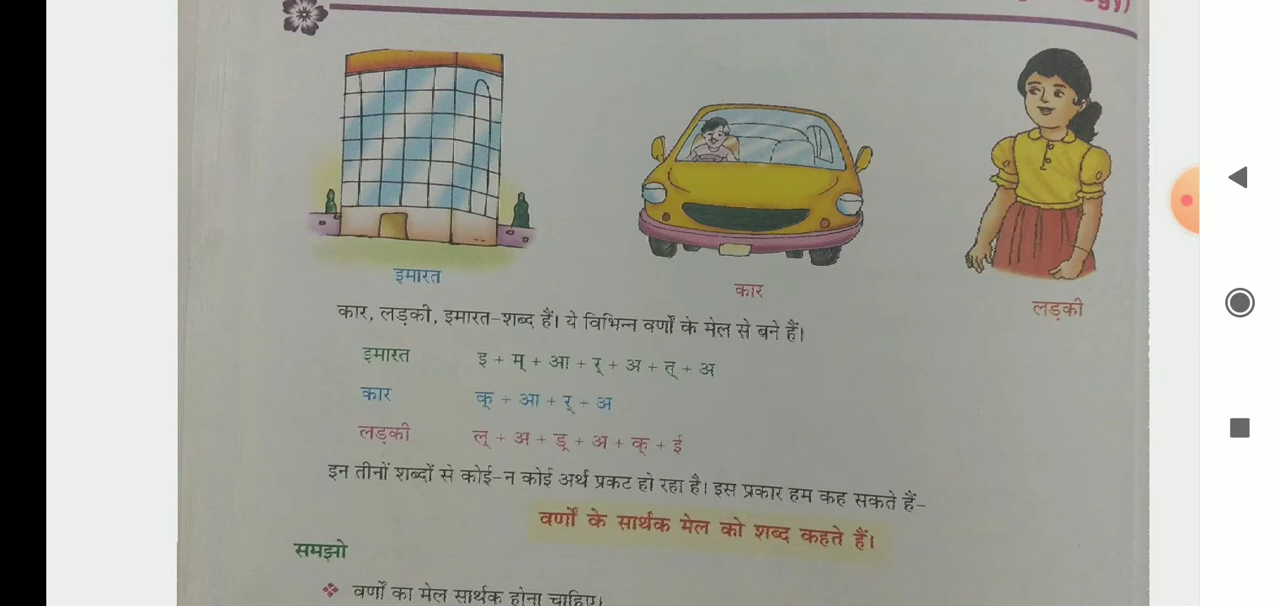 इमारत
कार
लड़की
कार, लड़की, इमारत-शब्द हैं। ये विभिन्न वर्णों के मेल से बने हैं।
इमारत इ + म् + आ + र् + अ + त् + अ
कार क् + आ + र् + अ
लड़की ल् + अ + ड़् + अ + क् + ई
इन तीनों शब्दों से कोई-न कोई अर्थ प्रकट हो रहा है। इस प्रकार हम कह सकते हैं-
वर्णों के सार्थक मेल को शब्द कहते हैं।
समझो
वर्णों का मेल सार्थक होना चाहिए।